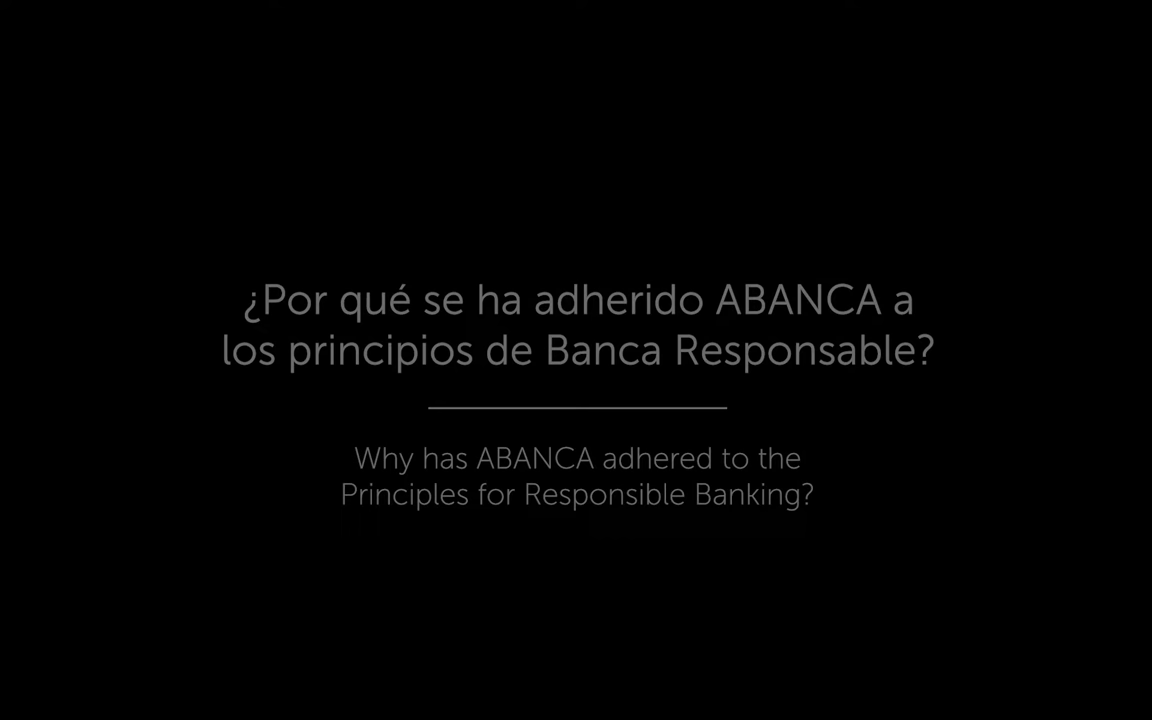 ¿Por qué se ha adherido ABANCA a
los principios de Banca Responsable?
Why has ABANCA adhered to the
Principles for Responsible Banking?